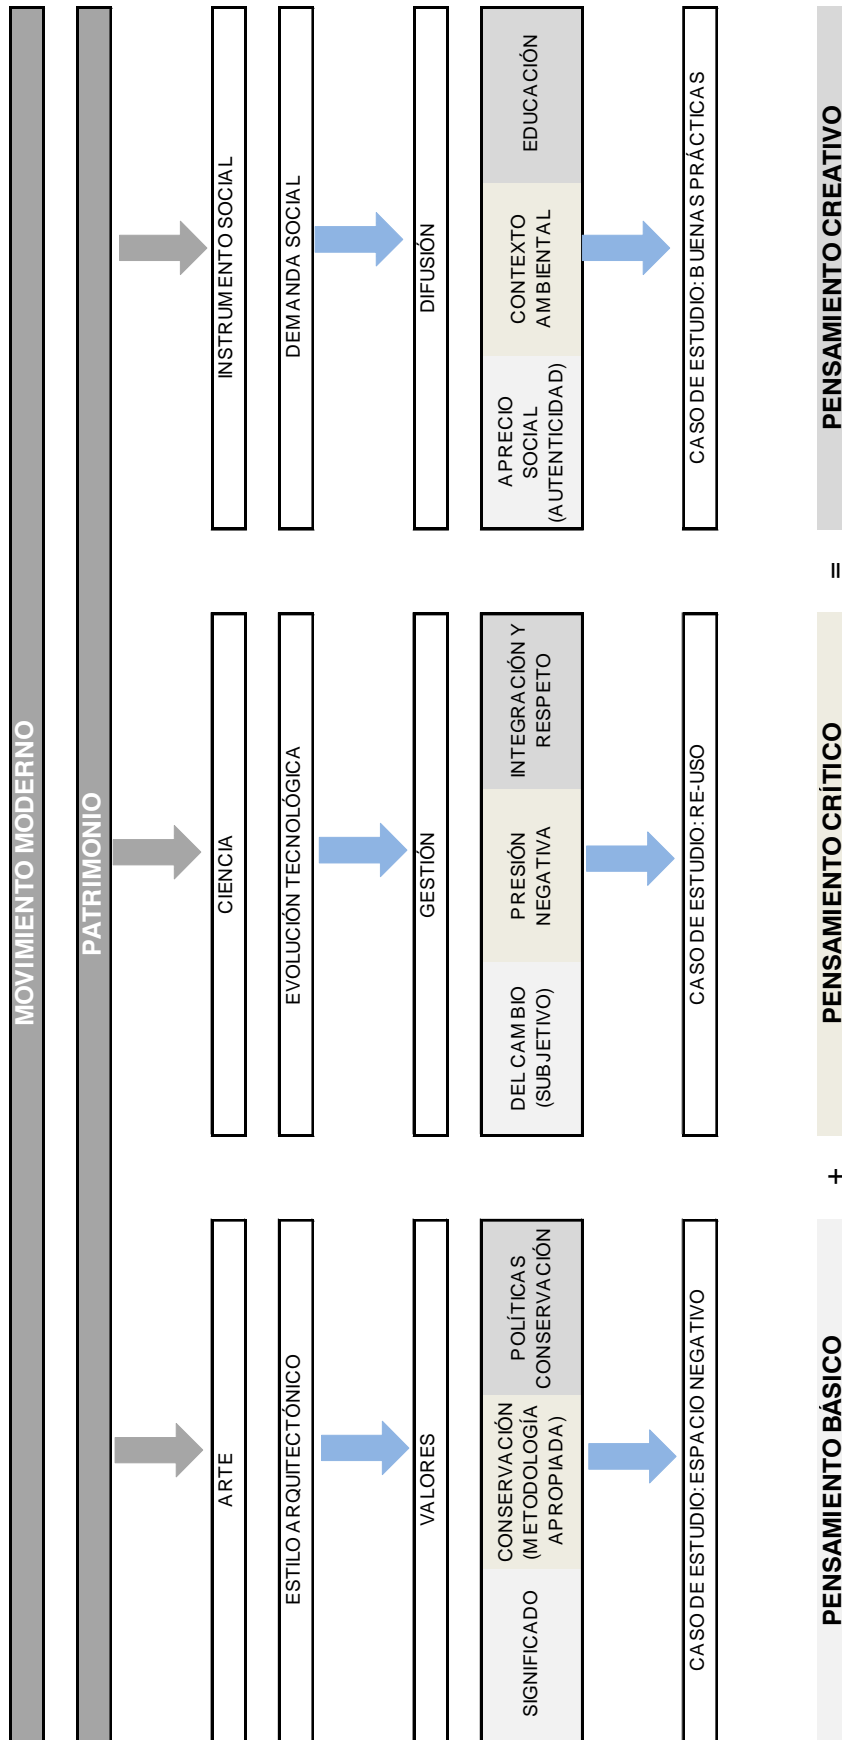 MOVIMIENTO MODERNO
PATRIMONIO
ARTE
CIENCIA
INSTRUMENTO SOCIAL
ESTILO ARQUITECTÓNICO
EVOLUCIÓN TECNOLÓGICA
DEMANDA SOCIAL
VALORES
GESTIÓN
DIFUSIÓN
SIGNIFICADO
CONSERVACIÓN
(METODOLOGÍA
APROPIADA)
POLÍTICAS
CONSERVACIÓN
DEL CAMBIO
(SUBJETIVO)
PRESIÓN
NEGATIVA
INTEGRACIÓN Y
RESPETO
APRECIO
SOCIAL
(AUTENTICIDAD)
CONTEXTO
AMBIENTAL
EDUCACIÓN
CASO DE ESTUDIO: ESPACIO NEGATIVO
CASO DE ESTUDIO: RE-USO
CASO DE ESTUDIO: BUENAS PRÁCTICAS
PENSAMIENTO BÁSICO
+
PENSAMIENTO CRÍTICO
=
PENSAMIENTO CREATIVO